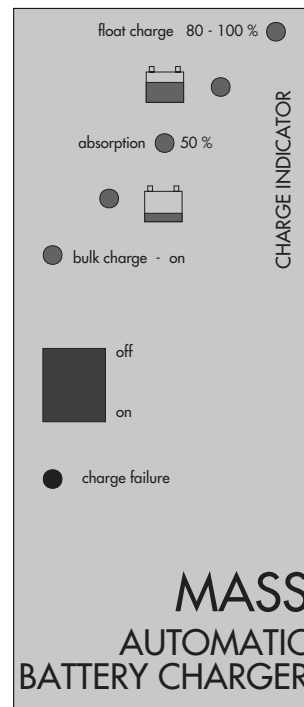 float charge 80 - 100 %
CHARGE INDICATOR
absorption 50 %
bulk charge - on
off
on
charge failure
MASS
AUTOMATIC
BATTERY CHARGER